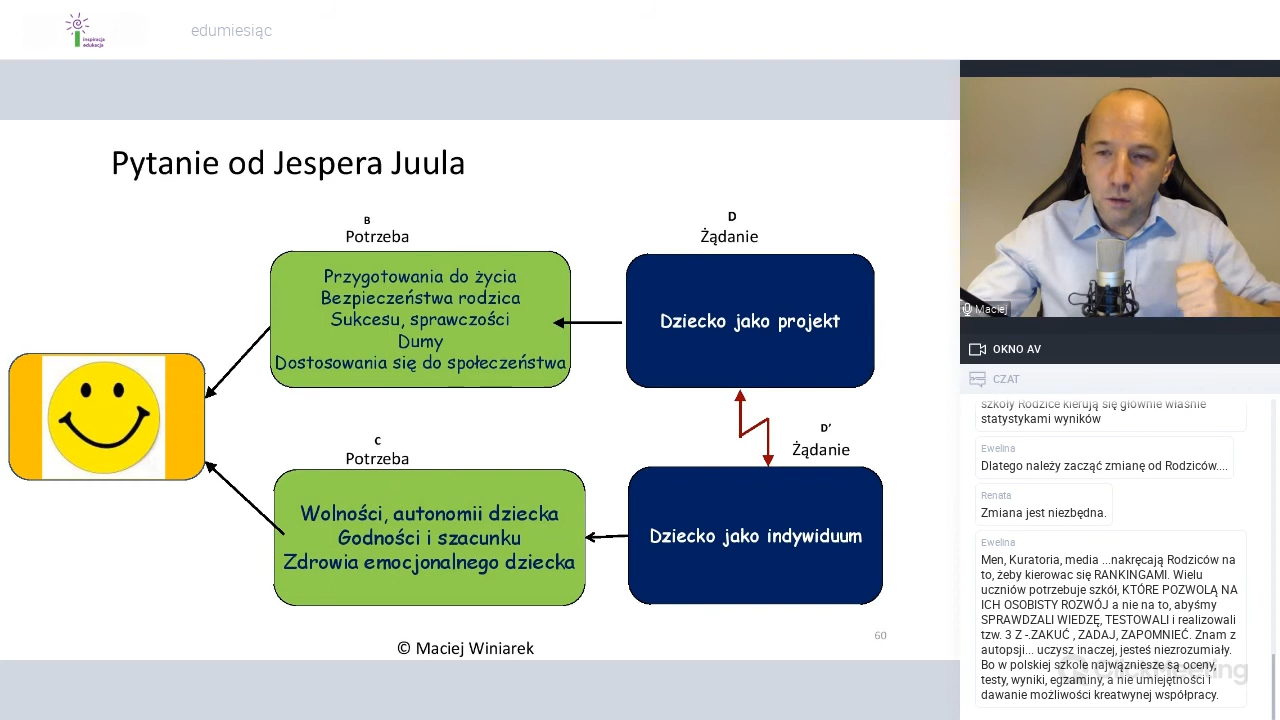 inspiracja
edukacja
edumiesiąc
Pytanie od Jespera Juula
B
Potrzeba
D
Żądanie
Przygotowania do życia
Bezpieczeństwa rodzica
Sukcesu, sprawczości
Dumy
Dostosowania się do społeczeństwa
Dziecko jako projekt
C
Potrzeba
D’
Żądanie
Wolności, autonomii dziecka
Godności i szacunku
Zdrowia emocjonalnego dziecka
Dziecko jako indywiduum
60
© Maciej Winiarek
Maciej
OKNO AV
CZAT
szkoły Rodzice kierują się głównie właśnie
statystykami wyników
Ewelina
Dlatego należy zacząć zmianę od Rodziców....
Renata
Zmiana jest niezbędna.
Ewelina
Men, Kuratoria, media ...nakręcają Rodziców na
to, żeby kierowac się RANKINGAMI. Wielu
uczniów potrzebuje szkół, KTÓRE POZWOLĄ NA
ICH OSOBISTY ROZWÓJ a nie na to, abyśmy
SPRAWDZALI WIEDZĘ, TESTOWALI i realizowali
tzw. 3 Z -.ZAKUĆ , ZADAJ, ZAPOMNIEĆ. Znam z
autopsji... uczysz inaczej, jesteś niezrozumiały.
Bo w polskiej szkole najważniesze są oceny,
testy, wyniki, egzaminy, a nie umiejętności i
dawanie możliwości kreatwynej współpracy.
ClickMeeting